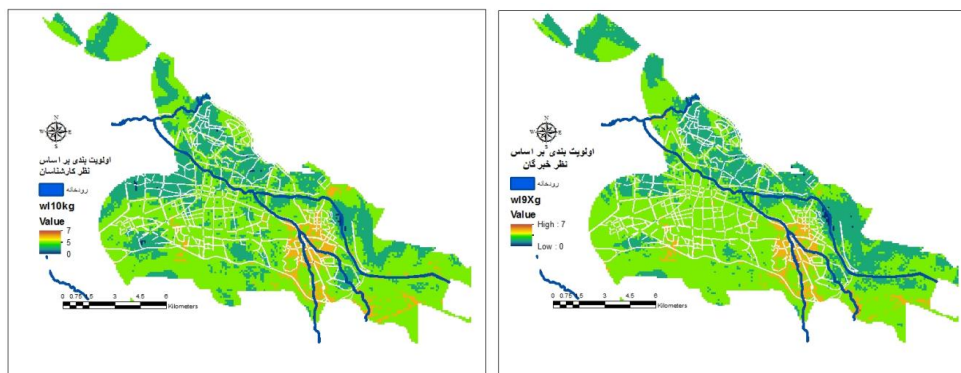 N
W E
S
اولویت بندی بر اساس
نظر کارشناسان
رودخانه
wl10kg
Value
7
5
0
0 0.75 1.5 3 4.5 6
Kilometers
N
W E
S
اولویت بندی بر اساس
نظر خبرگان
رودخانه
wl9Xg
Value
High : 7
Low : 0
0 0.75 1.5 3 4.5 6
Kilometers